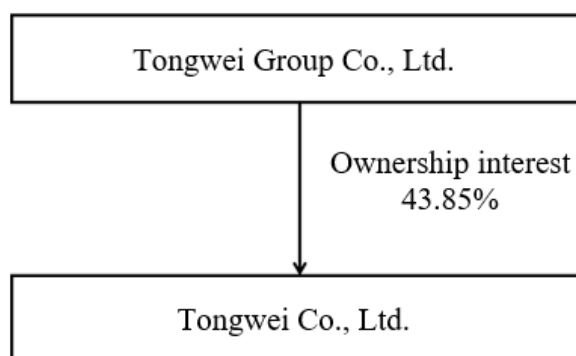 Tongwei Group Co., Ltd.
Ownership interest
43.85%
Tongwei Co., Ltd.